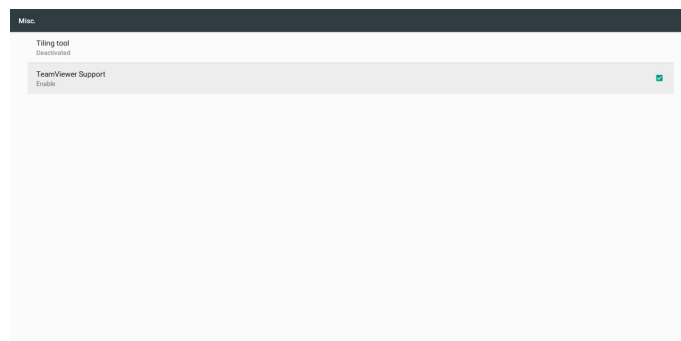 Misc.
Tiling tool
Deactivated
TeamViewer Support
Enable